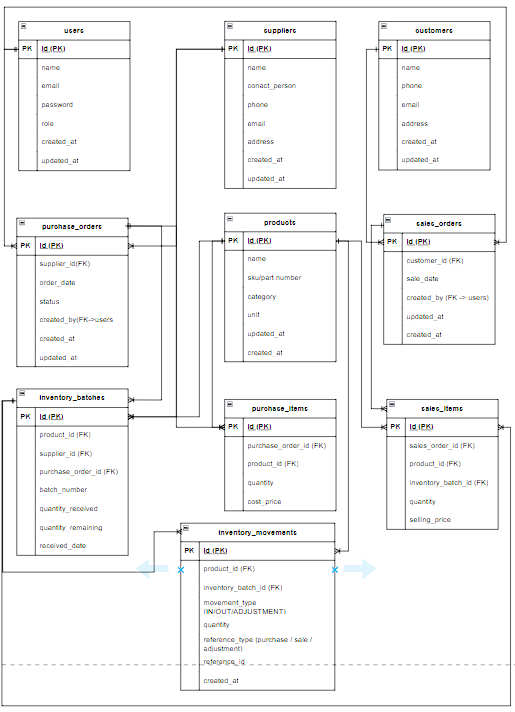 users
PK Id (PK)
name
email
password
role
created_at
updated_at
suppliers
PK Id (PK)
name
conact_person
phone
email
address
created_at
updated_at
customers
PK Id (PK)
name
phone
email
address
created_at
updated_at
purchase_orders
PK Id (PK)
supplier_id(FK)
order_date
status
created_by(FK->users
created_at
updated_at
products
PK Id (PK)
name
sku/part number
category
unit
updated_at
created_at
sales_orders
PK Id (PK)
customer_id (FK)
sale_date
created_by (FK -> users)
updated_at
created_at
inventory_batches
PK Id (PK)
product_id (FK)
supplier_id (FK)
purchase_order_id (FK)
batch_number
quantity_received
quantity_remaining
received_date
purchase_items
PK Id (PK)
purchase_order_id (FK)
product_id (FK)
quantity
cost_price
sales_items
PK Id (PK)
sales_order_id (FK)
product_id (FK)
inventory_batch_id (FK)
quantity
selling_price
inventory_movements
PK Id (PK)
product_id (FK)
inventory_batch_id (FK)
movement_type
(IN/OUT/ADJUSTMENT)
quantity
reference_type (purchase / sale /
adjustment)
reference_id
created_at